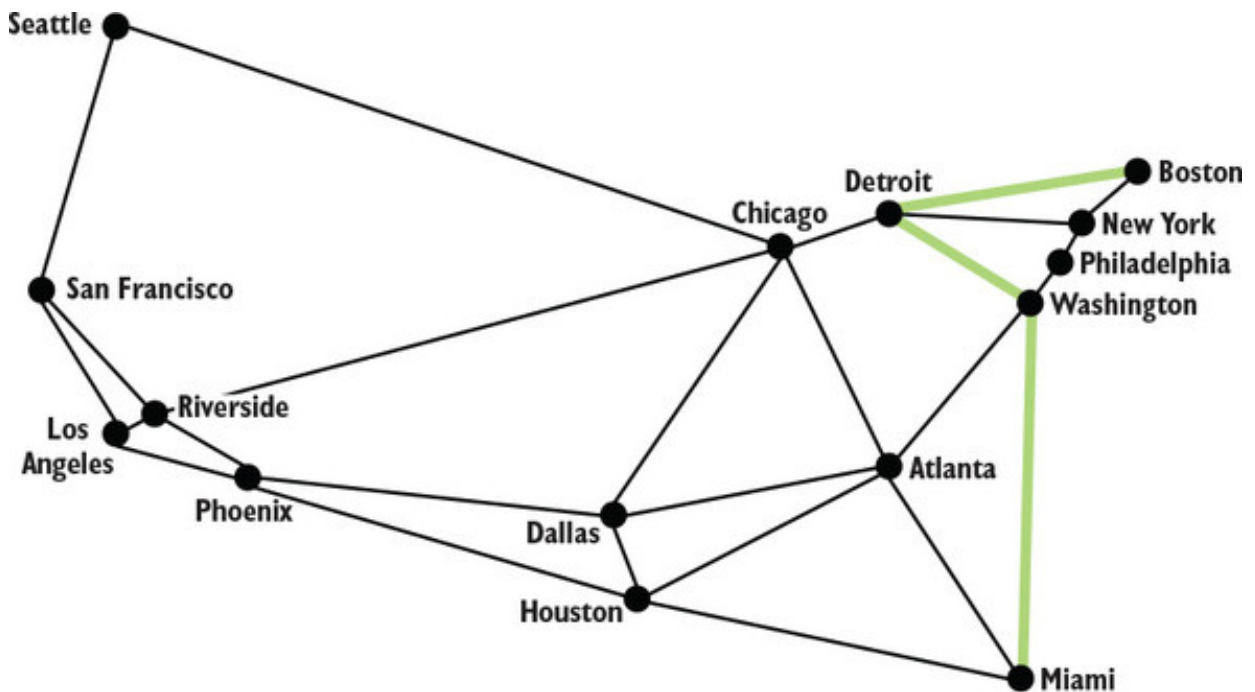 Seattle
Boston
Detroit
Chicago
New York
Philadelphia
San Francisco
Washington
Riverside
Los
Angeles
Atlanta
Phoenix
Dallas
Houston
Miami